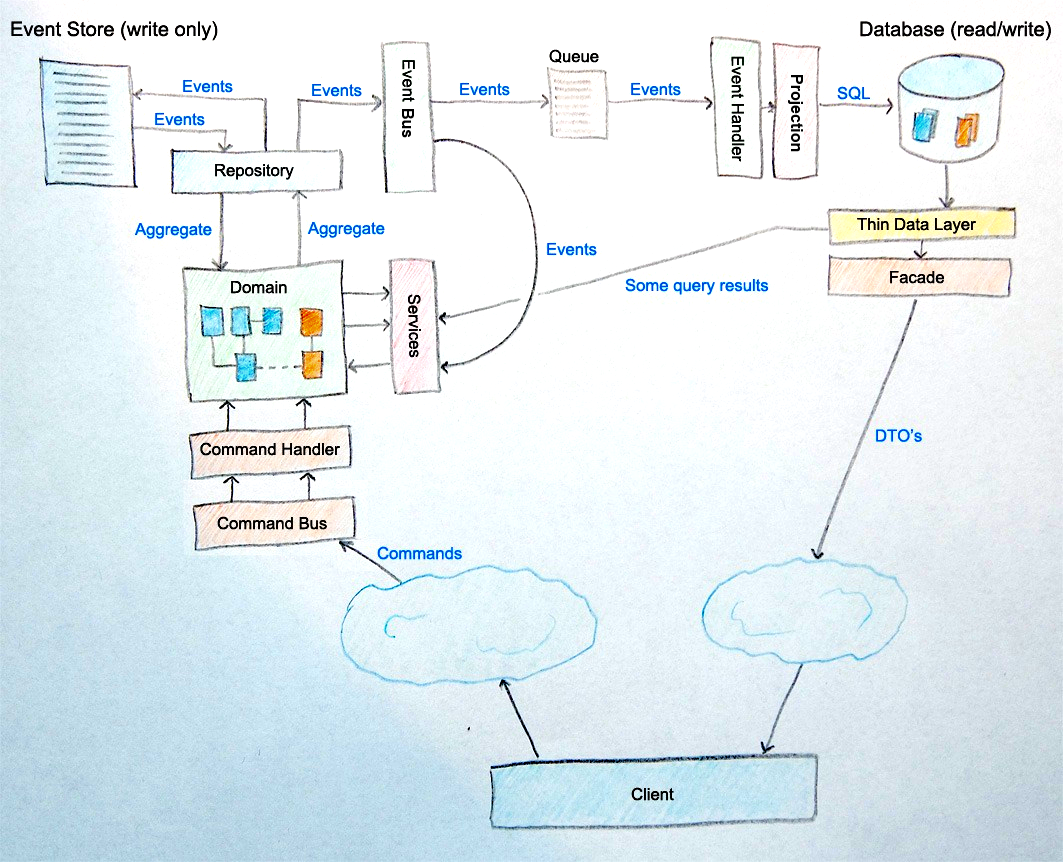 Event Store (write only)
Database (read/write)
Queue
Events
Events
Event Bus
Events
Events
Event Handler
Projection
SQL
Events
Repository
Aggregate
Aggregate
Thin Data Layer
Events
Facade
Domain
Services
Some query results
DTO's
Command Handler
Command Bus
Commands
Client